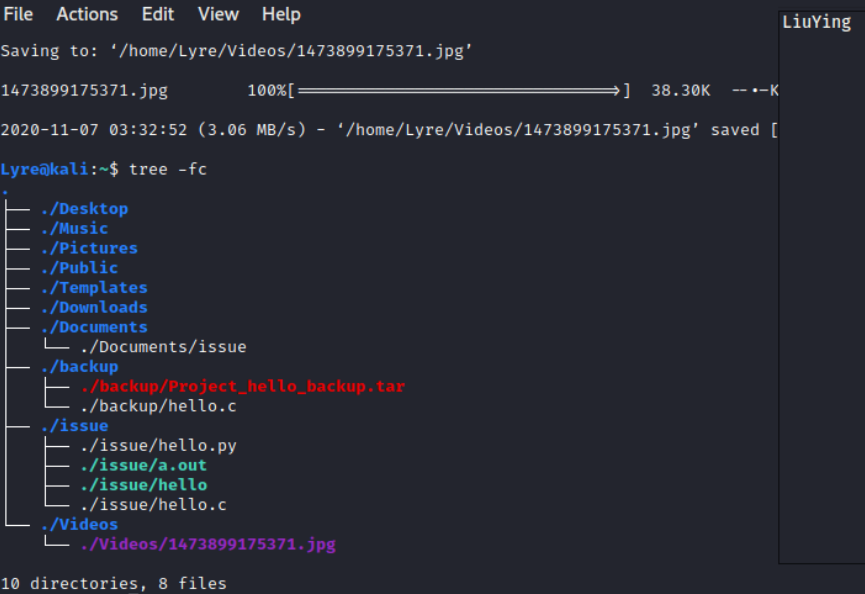 File Actions Edit View Help
LiuYing
Saving to: ‘/home/Lyre/Videos/1473899175371.jpg’
1473899175371.jpg 100%[===================================>] 38.30K --•-K
2020-11-07 03:32:52 (3.06 MB/s) - ‘/home/Lyre/Videos/1473899175371.jpg’ saved [
Lyre@kali:~$ tree -fc
.
├── ./Desktop
├── ./Music
├── ./Pictures
├── ./Public
├── ./Templates
├── ./Downloads
├── ./Documents
│   └── ./Documents/issue
├── ./backup
│   ├── ./backup/Project_hello_backup.tar
│   └── ./backup/hello.c
├── ./issue
│   ├── ./issue/hello.py
│   ├── ./issue/a.out
│   ├── ./issue/hello
│   └── ./issue/hello.c
└── ./Videos
    └── ./Videos/1473899175371.jpg
10 directories, 8 files